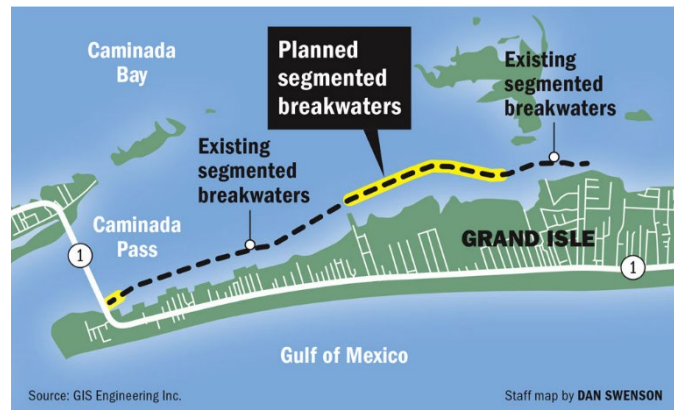 Caminada
Bay
Planned
segmented
breakwaters
Existing
segmented
breakwaters
Existing
segmented
breakwaters
Caminada
Pass
1
GRAND ISLE
1
Gulf of Mexico
Source: GIS Engineering Inc.
Staff map by DAN SWENSON